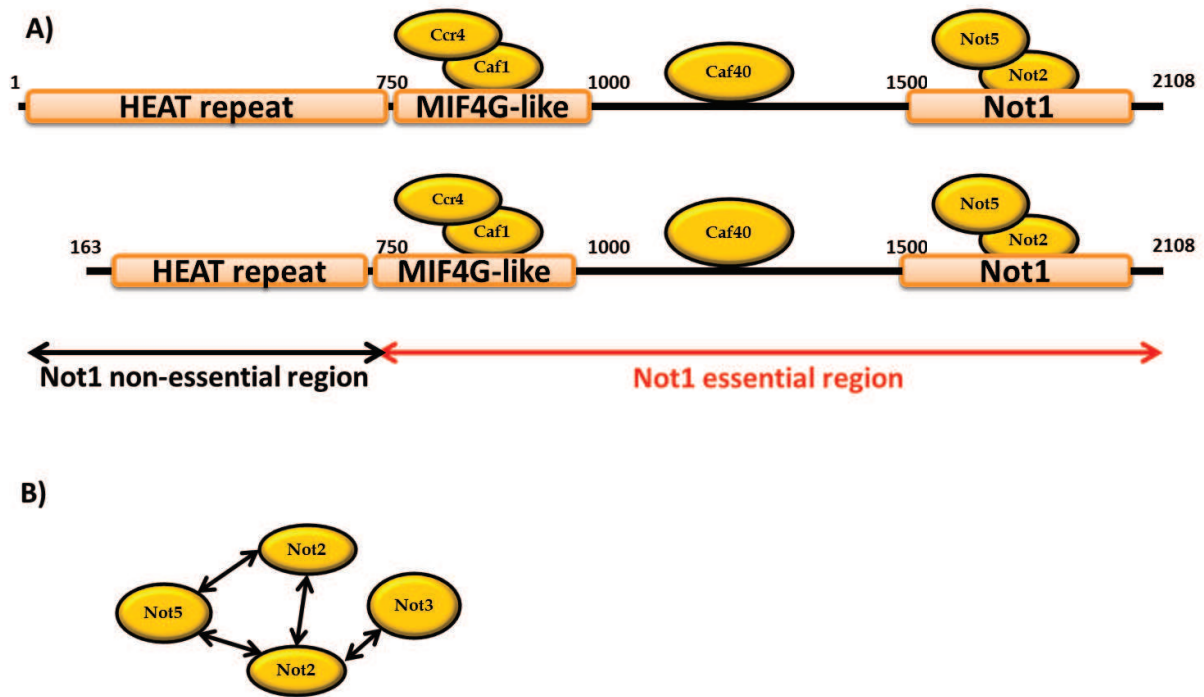 A)
Ccr4
Caf1
Caf40
Not5
Not2
1 750 1000 1500 2108
HEAT repeat MIF4G-like Not1
Ccr4
Caf1
Caf40
Not5
Not2
163 750 1000 1500 2108
HEAT repeat MIF4G-like Not1
Not1 non-essential region Not1 essential region
B)
Not2
Not5 Not3
Not2